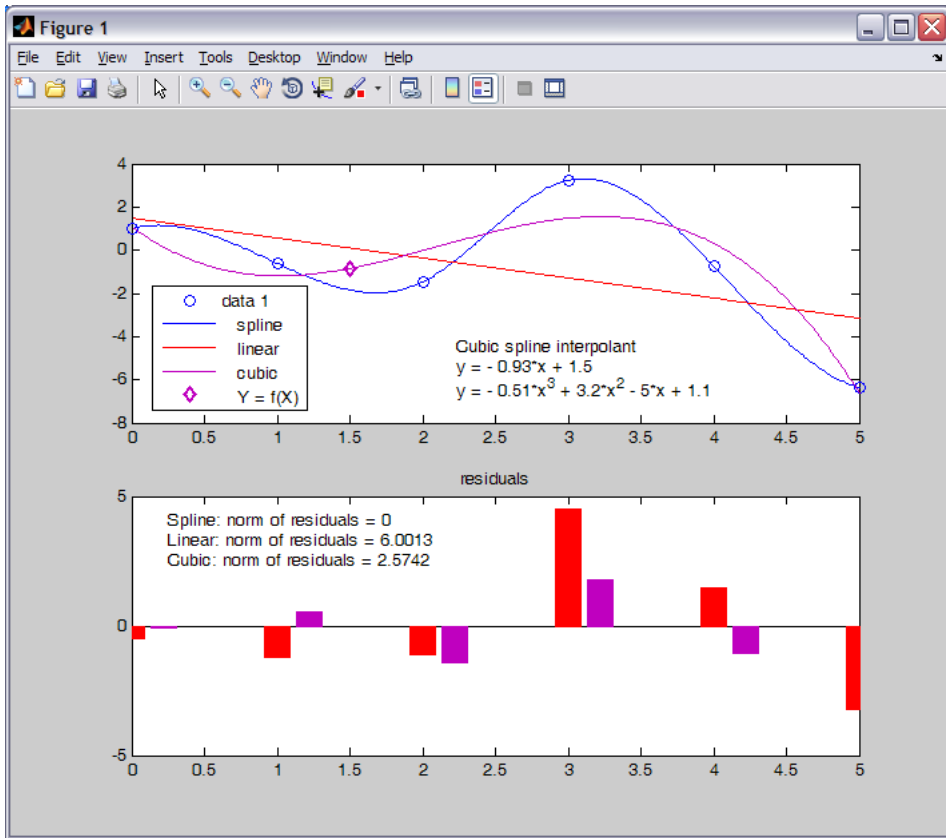 Figure 1
File Edit View Insert Tools Desktop Window Help
4
2
0
-2
-4
-6
-8
data 1
spline
linear
cubic
Y = f(X)
Cubic spline interpolant
y = - 0.93*x + 1.5
y = - 0.51*x³ + 3.2*x² - 5*x + 1.1
0 0.5 1 1.5 2 2.5 3 3.5 4 4.5 5
residuals
5
Spline: norm of residuals = 0
Linear: norm of residuals = 6.0013
Cubic: norm of residuals = 2.5742
0
-5
0 0.5 1 1.5 2 2.5 3 3.5 4 4.5 5